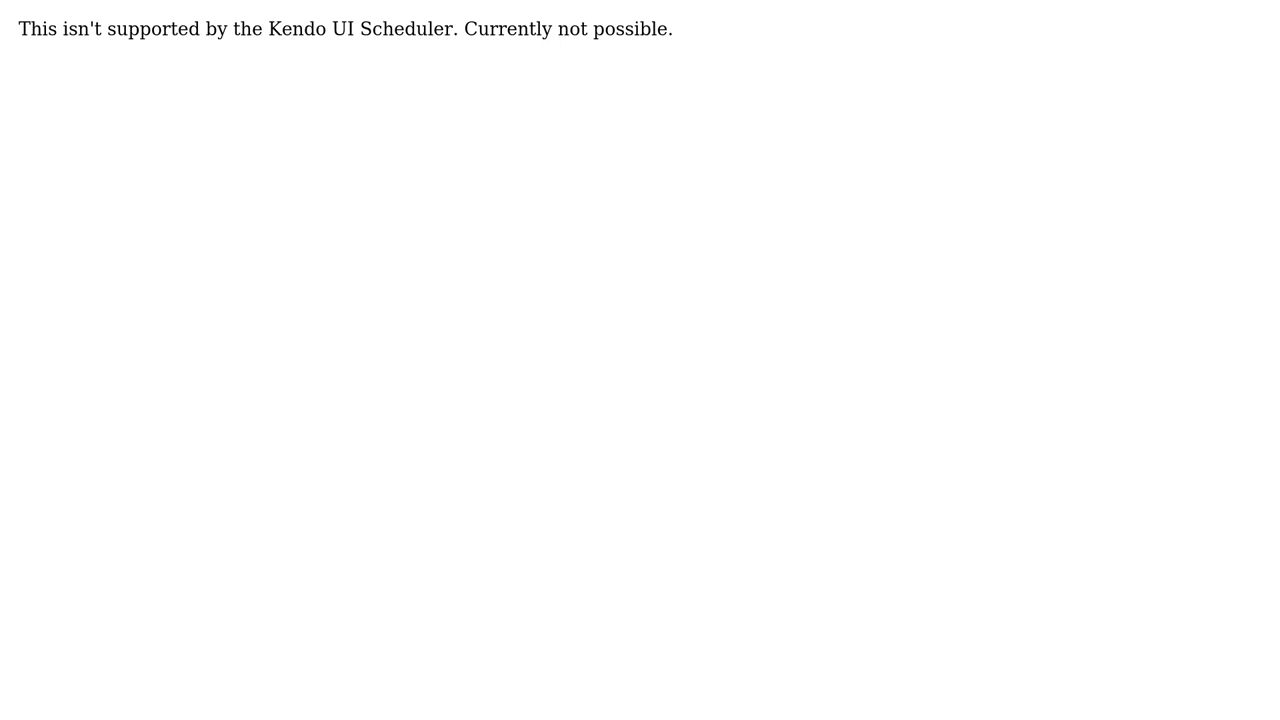 This isn't supported by the Kendo UI Scheduler. Currently not possible.